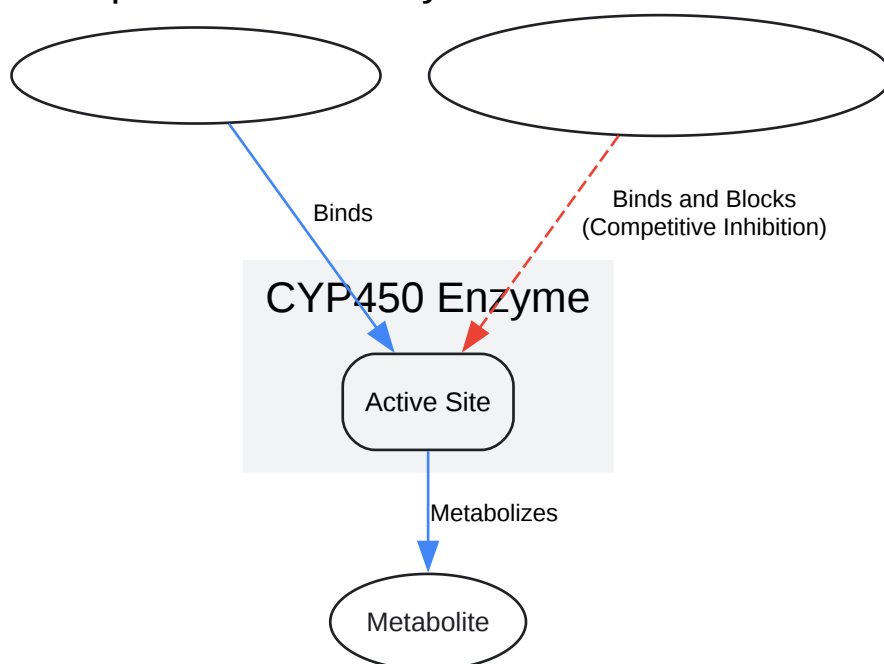 Binds
Binds and Blocks
(Competitive Inhibition)
CYP450 Enzyme
Active Site
Metabolizes
Metabolite